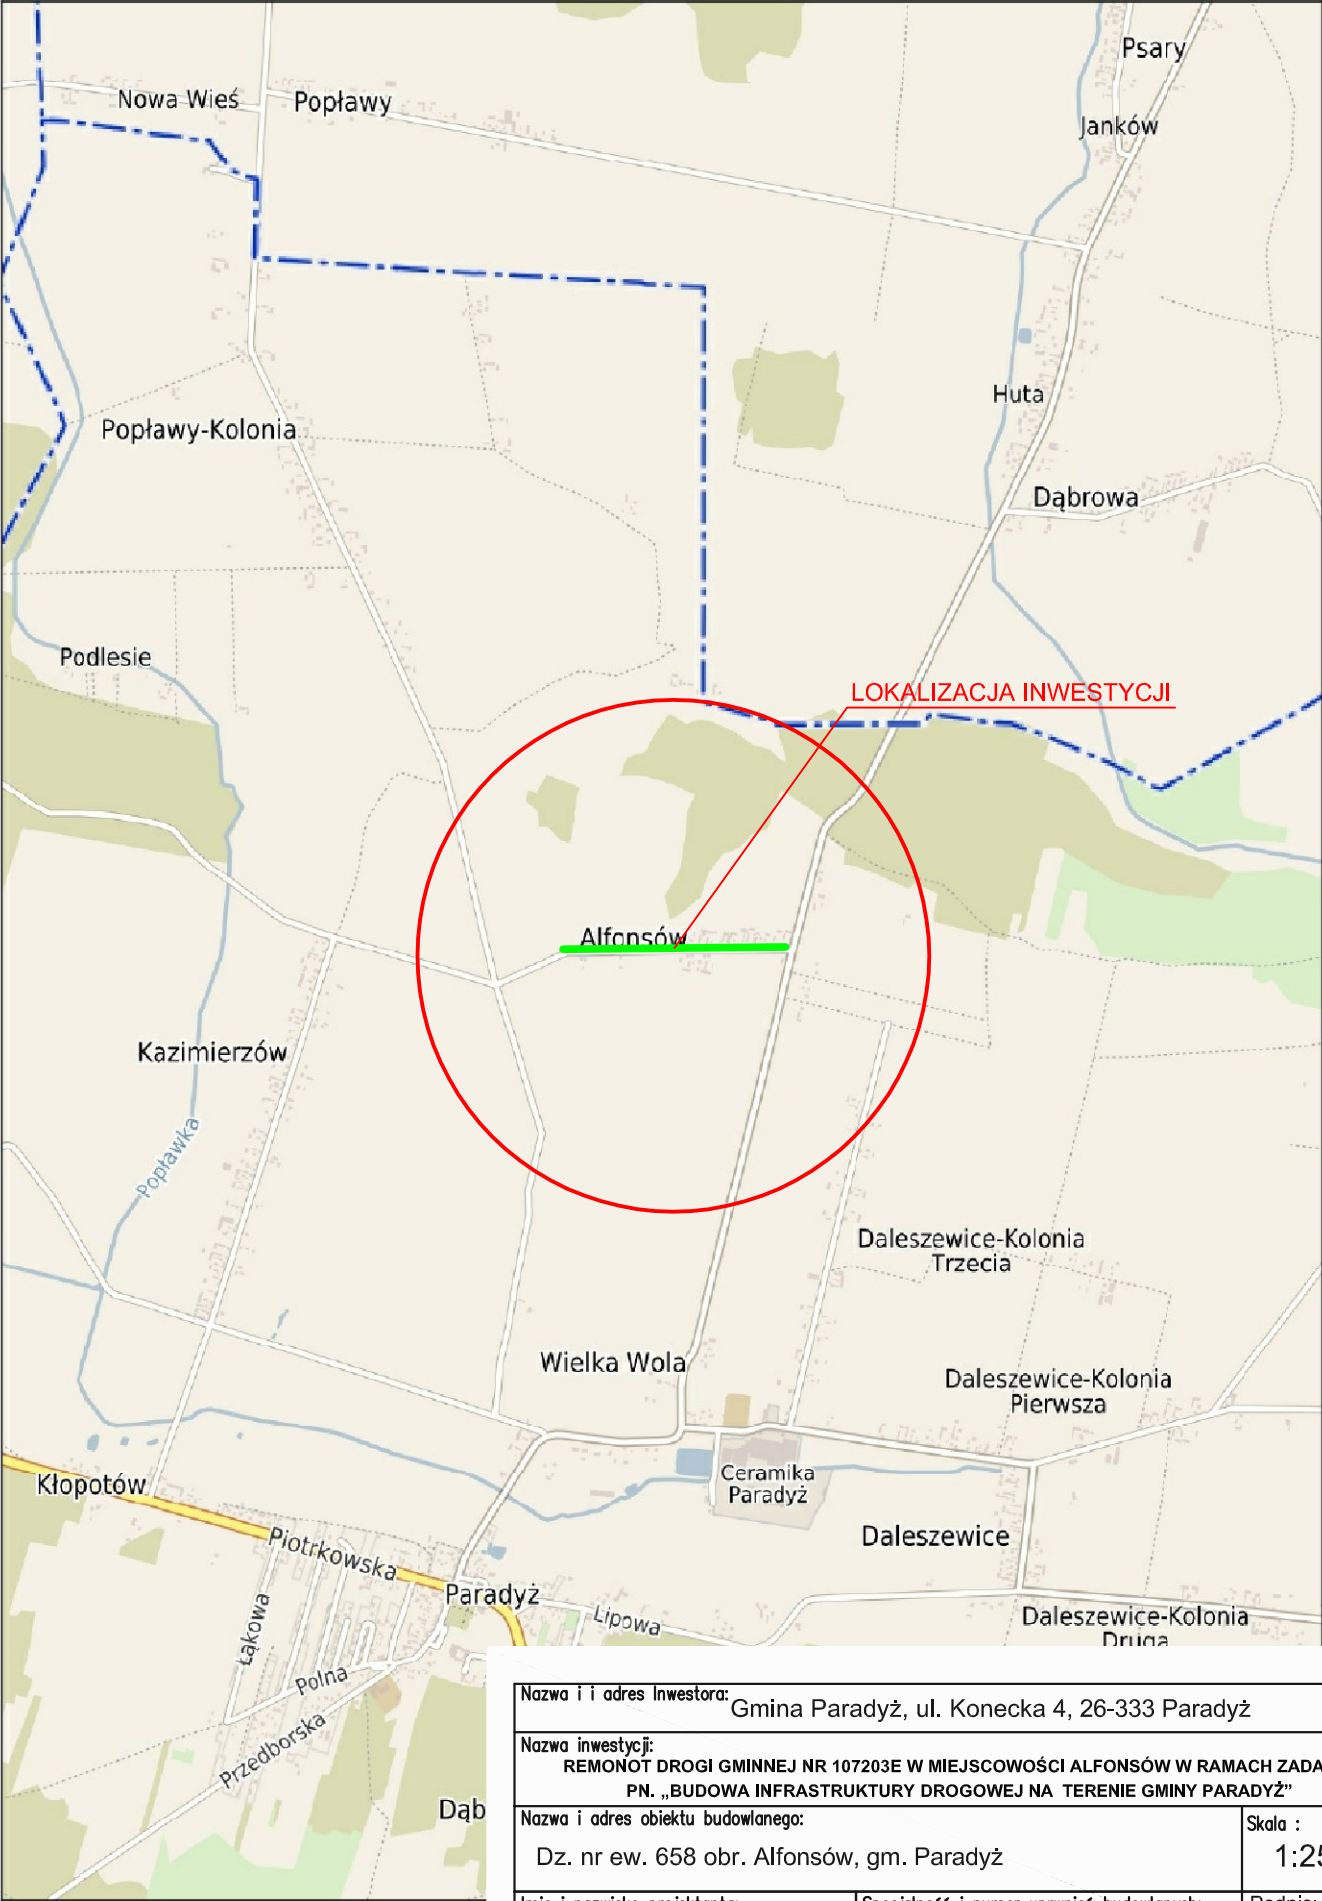 Psary
Nowa Wieś
Popławy
Janków
Huta
Popławy-Kolonia
Dąbrowa
Podlesie
LOKALIZACJA INWESTYCJI
Alfonsów
Kazimierzów
Popławka
Daleszewice-Kolonia
Trzecia
Wielka Wola
Daleszewice-Kolonia
Pierwsza
Kłopotów
Ceramika
Paradyż
Piotrkowska
Daleszewice
Paradyż
Łąkowa
Lipowa
Daleszewice-Kolonia
Druga
Polna
Przedborska
Dąb
Nazwa i i adres Inwestora:
Gmina Paradyż, ul. Konecka 4, 26-333 Paradyż
Nazwa inwestycji:
REMONOT DROGI GMINNEJ NR 107203E W MIEJSCOWOŚCI ALFONSÓW W RAMACH ZADA
PN. „BUDOWA INFRASTRUKTURY DROGOWEJ NA TERENIE GMINY PARADYŻ”
Nazwa i adres obiektu budowlanego:
Skala :
Dz. nr ew. 658 obr. Alfonsów, gm. Paradyż
1:25